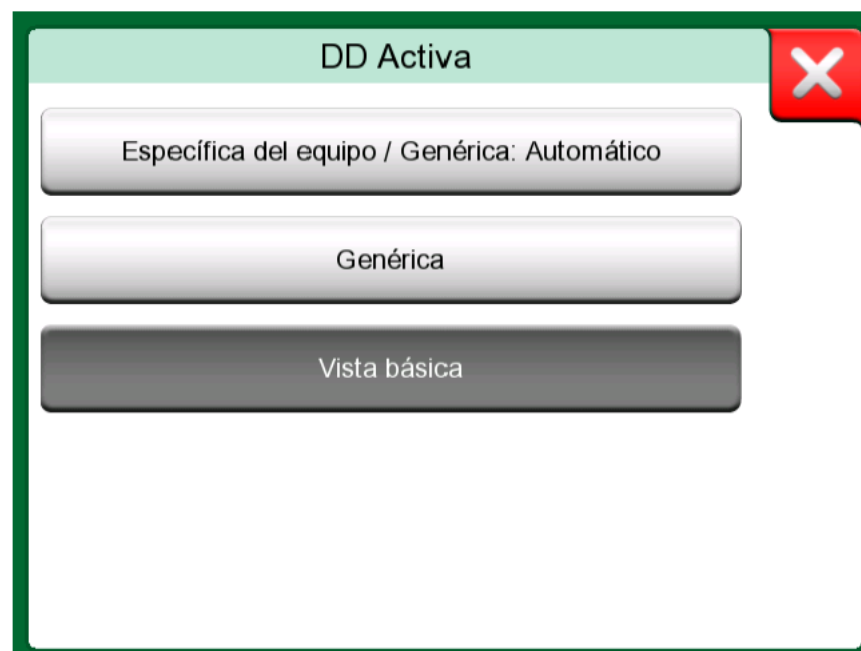 DD Activa
Específica del equipo / Genérica: Automático
Genérica
Vista básica